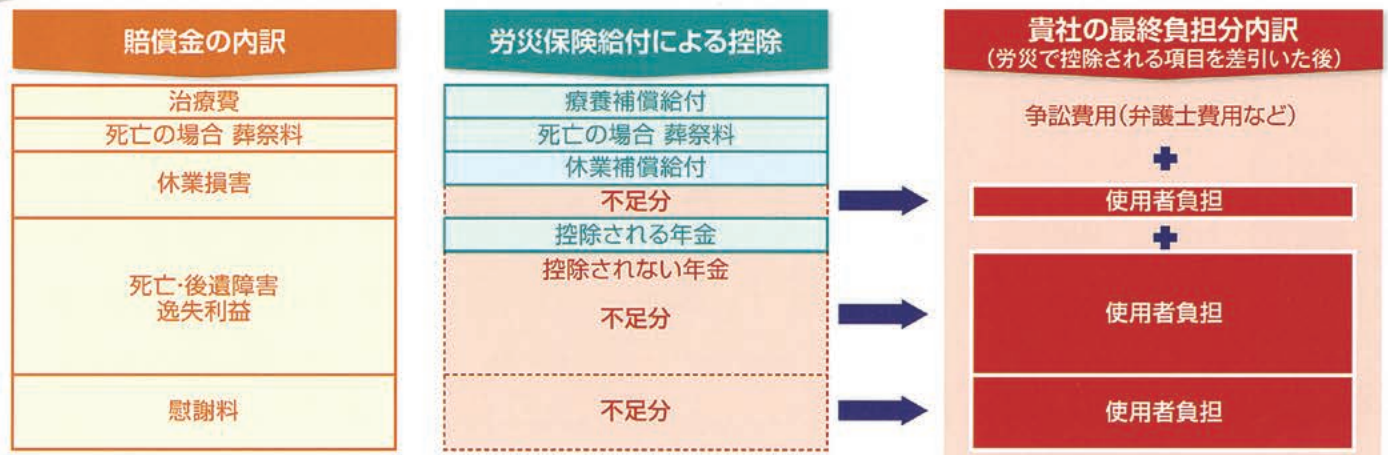 賠償金の内訳
治療費
死亡の場合 葬祭料
休業損害
死亡・後遺障害
逸失利益
慰謝料
労災保険給付による控除
療養補償給付
死亡の場合 葬祭料
休業補償給付
不足分
控除される年金
控除されない年金
不足分
不足分
貴社の最終負担分内訳
(労災で控除される項目を差引いた後)
争訟費用(弁護士費用など)
+
使用者負担
+
使用者負担
使用者負担